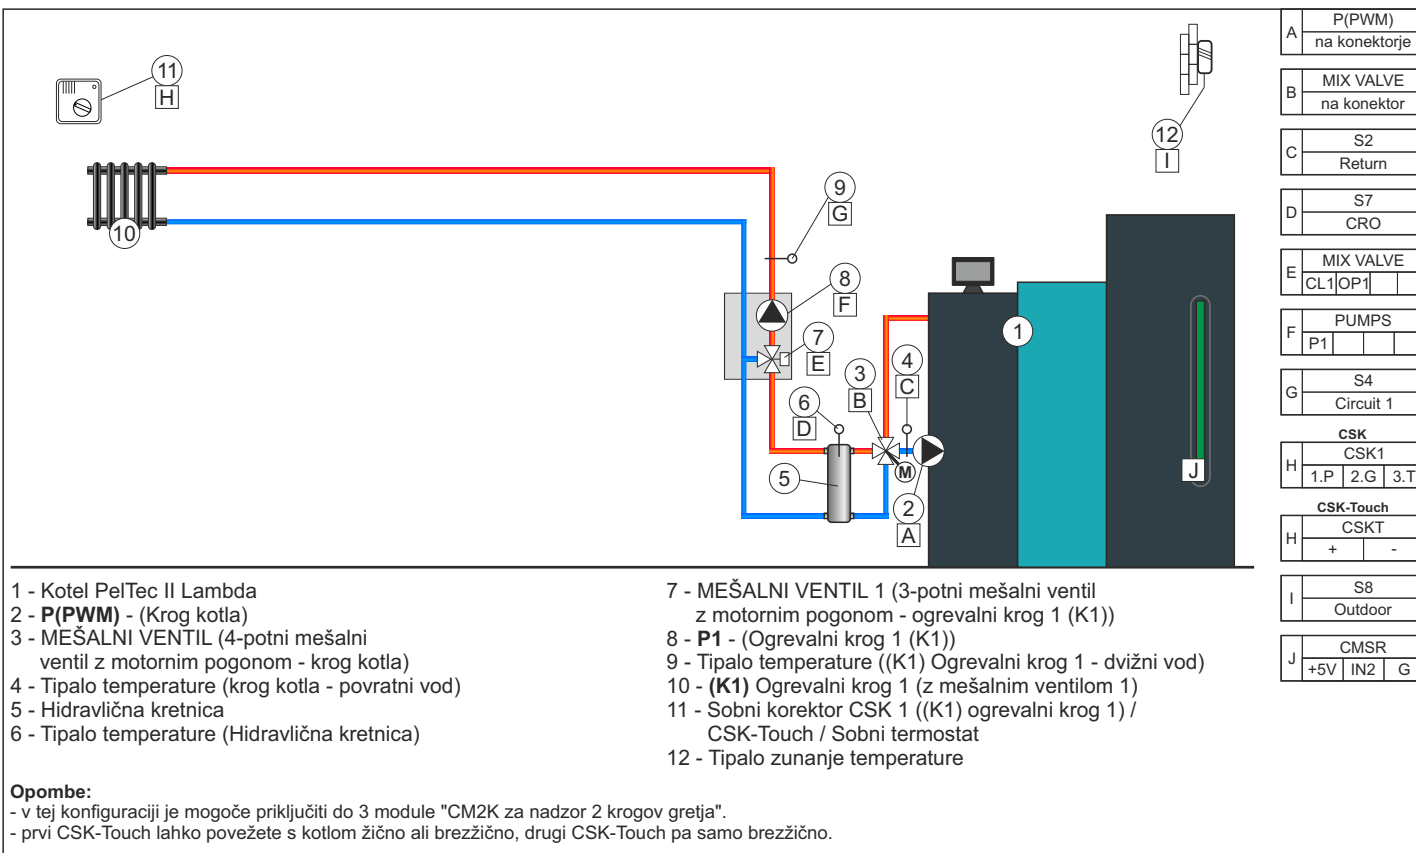 11
H
12
I
10
9
G
8
F
7
E
3
B
4
C
6
D
5
M
2
A
1
J
A
P(PWM)
na konektorje
B
MIX VALVE
na konektor
C
S2
Return
D
S7
CRO
E
MIX VALVE
CL1 OP1
F
PUMPS
P1
G
S4
Circuit 1
CSK
H
CSK1
1.P 2.G 3.T
CSK-Touch
H
CSKT
+ -
I
S8
Outdoor
J
CMSR
+5V IN2 G
1 - Kotel PelTec II Lambda
2 - P(PWM) - (Krog kotla)
3 - MEŠALNI VENTIL (4-potni mešalni
ventil z motornim pogonom - krog kotla)
4 - Tipalo temperature (krog kotla - povratni vod)
5 - Hidravlična kretnica
6 - Tipalo temperature (Hidravlična kretnica)
7 - MEŠALNI VENTIL 1 (3-potni mešalni ventil
z motornim pogonom - ogrevalni krog 1 (K1))
8 - P1 - (Ogrevalni krog 1 (K1))
9 - Tipalo temperature ((K1) Ogrevalni krog 1 - dvižni vod)
10 - (K1) Ogrevalni krog 1 (z mešalnim ventilom 1)
11 - Sobni korektor CSK 1 ((K1) ogrevalni krog 1) /
CSK-Touch / Sobni termostat
12 - Tipalo zunanje temperature
Opombe:
- v tej konfiguraciji je mogoče priključiti do 3 module "CM2K za nadzor 2 krogov gretja".
- prvi CSK-Touch lahko povežete s kotlom žično ali brezžično, drugi CSK-Touch pa samo brezžično.